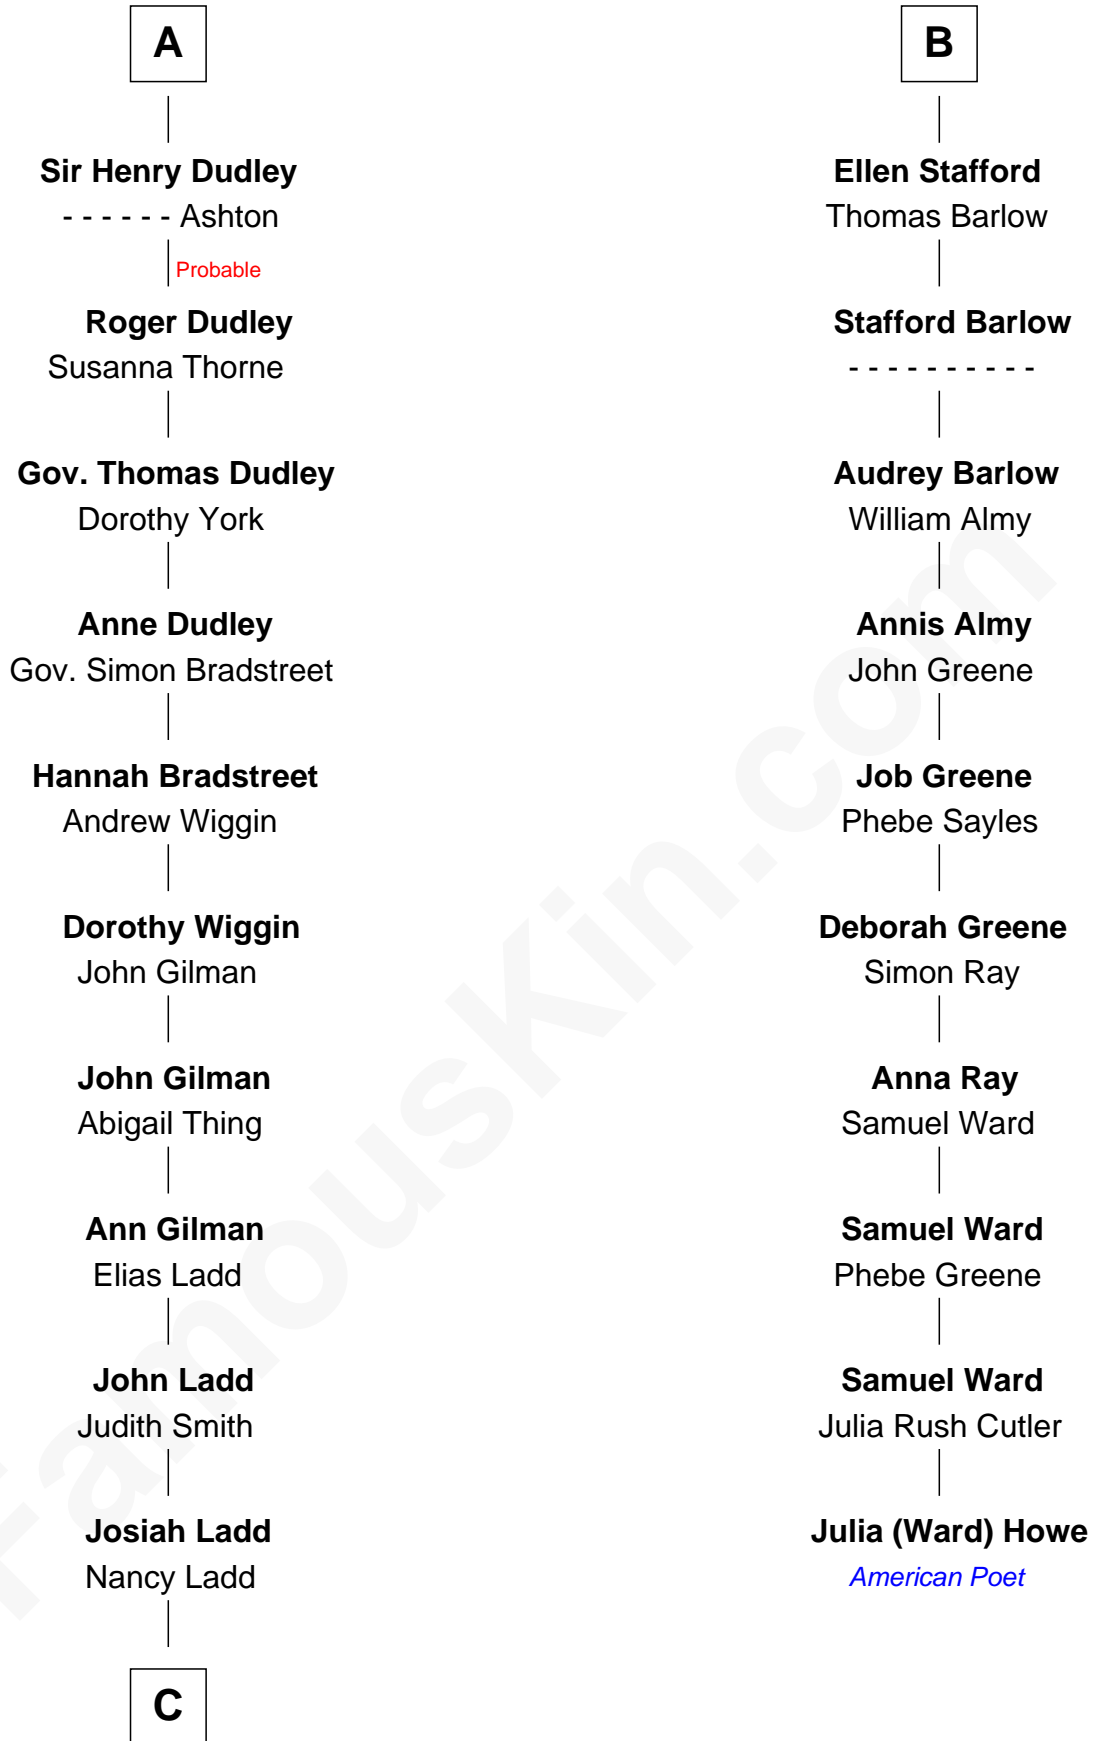 A
Sir Henry Dudley
- - - - - - Ashton
Probable
Roger Dudley
Susanna Thorne
Gov. Thomas Dudley
Dorothy York
Anne Dudley
Gov. Simon Bradstreet
Hannah Bradstreet
Andrew Wiggin
Dorothy Wiggin
John Gilman
John Gilman
Abigail Thing
Ann Gilman
Elias Ladd
John Ladd
Judith Smith
Josiah Ladd
Nancy Ladd
C
B
Ellen Stafford
Thomas Barlow
Stafford Barlow
- - - - - - - - - -
Audrey Barlow
William Almy
Annis Almy
John Greene
Job Greene
Phebe Sayles
Deborah Greene
Simon Ray
Anna Ray
Samuel Ward
Samuel Ward
Phebe Greene
Samuel Ward
Julia Rush Cutler
Julia (Ward) Howe
American Poet
FamousKin.com